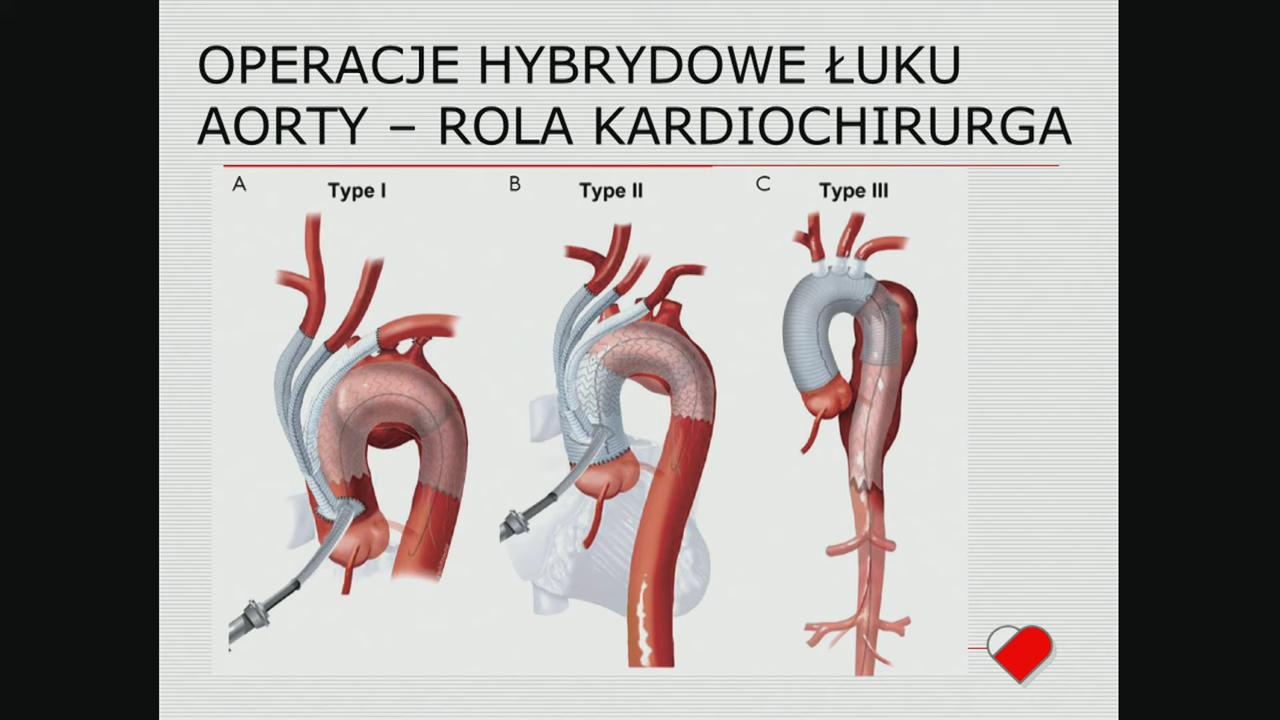 OPERACJE HYBRYDOWE ŁUKU
AORTY – ROLA KARDIOCHIRURGA
A Type I
B Type II
C Type III